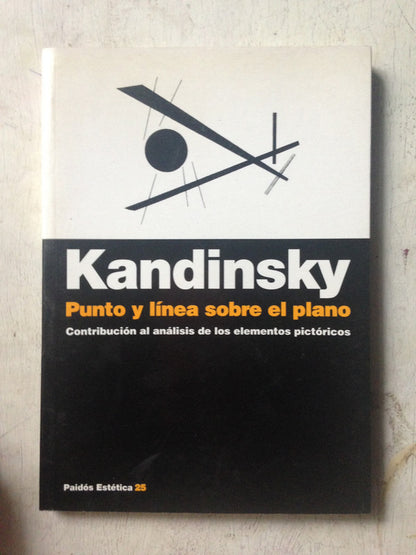 Kandinsky
Punto y línea sobre el plano
Contribución al análisis de los elementos pictóricos
Paidós Estética 25